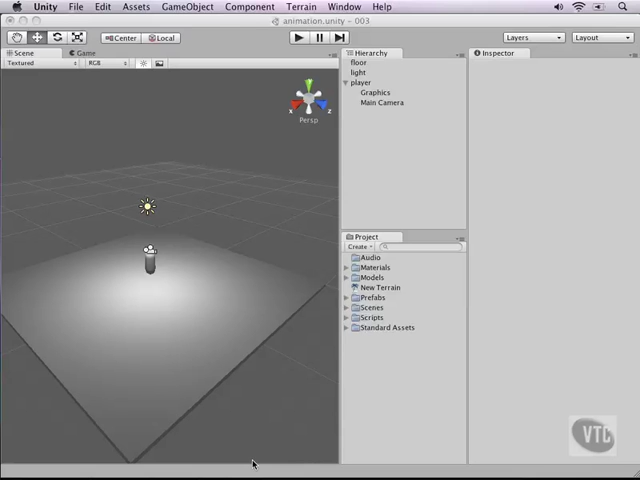 Unity File Edit Assets GameObject Component Terrain Window Help
animation.unity - 003
Center Local Layers Layout
Scene Game Hierarchy Inspector
Textured RGB
floor
light
player
Graphics
Main Camera
y
x z
Persp
Project
Create
Audio
Materials
Models
New Terrain
Prefabs
Scenes
Scripts
Standard Assets
VTC